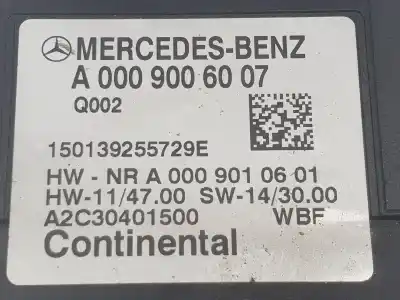 MERCEDES-BENZ
A 000 900 60 07
Q002
150139255729E
HW - NR A 000 901 06 01
HW-11/47.00 SW-14/30.00
A2C30401500 WBF
Continental